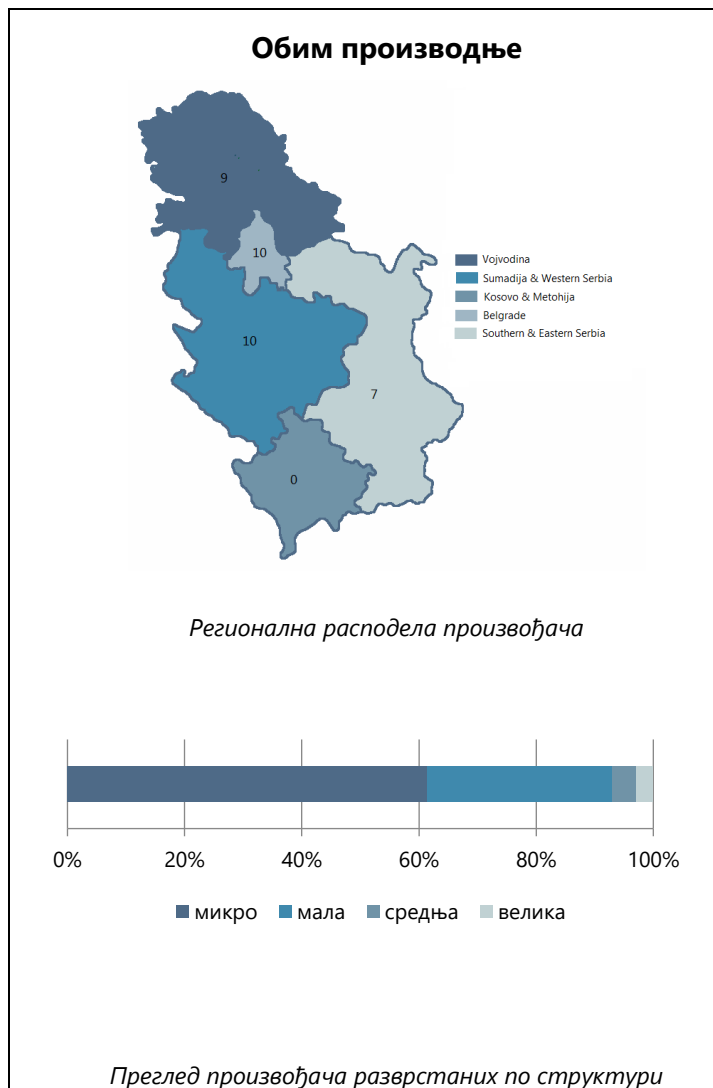 Обим производње
9
10
10
7
0
Vojvodina
Sumadija & Western Serbia
Kosovo & Metohija
Belgrade
Southern & Eastern Serbia
Регионална расподела произвођача
0% 20% 40% 60% 80% 100%
микро мала средња велика
Преглед произвођача разврстаних по структури